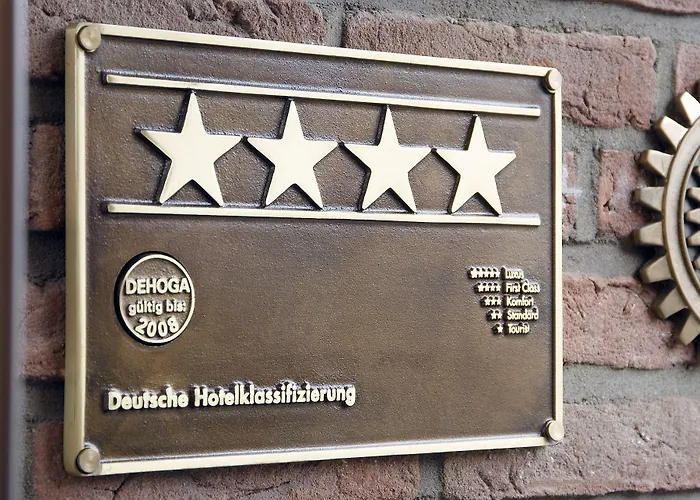 DEHOGA
gültig bis:
2008
Luxus
First Class
Komfort
Standard
Tourist
Deutsche Hotelklassifizierung